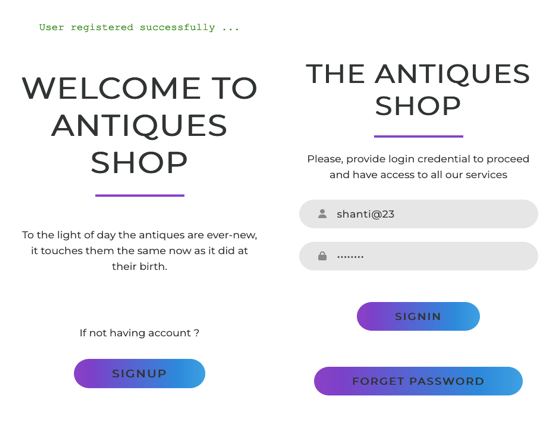 User registered successfully ...
WELCOME TO
ANTIQUES
SHOP
To the light of day the antiques are ever-new,
it touches them the same now as it did at
their birth.
If not having account ?
SIGNUP
THE ANTIQUES
SHOP
Please, provide login credential to proceed
and have access to all our services
shanti@23
········
SIGNIN
FORGET PASSWORD